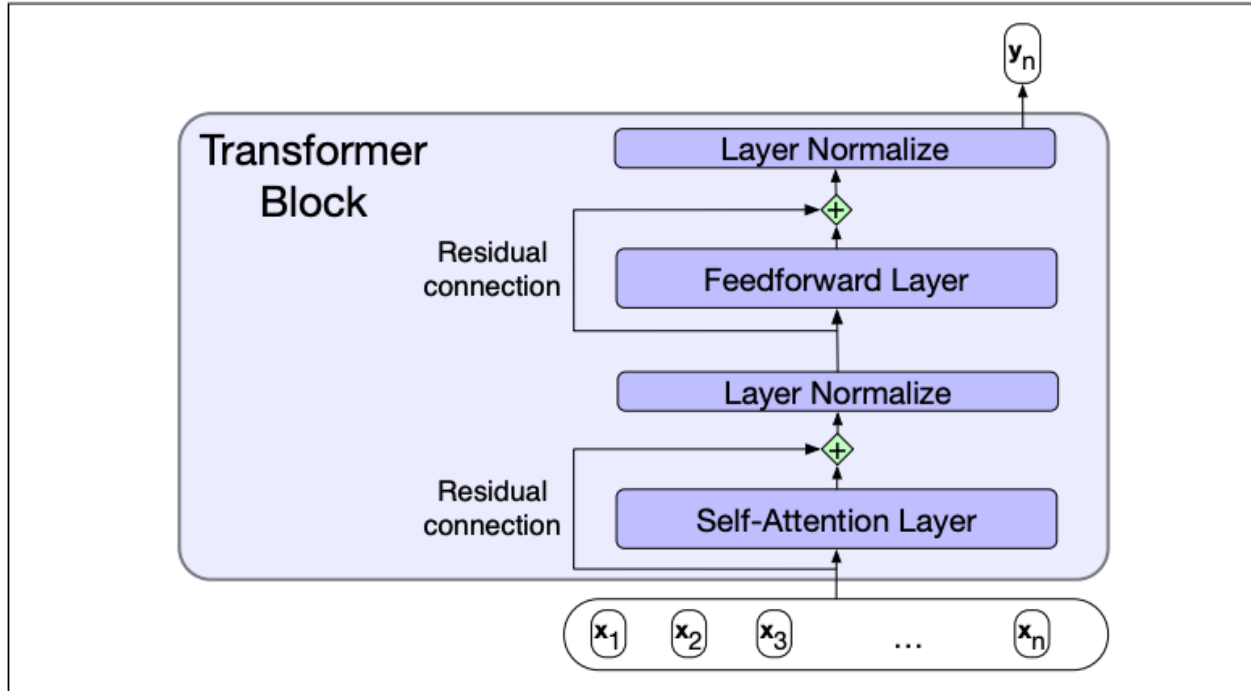 yn
Transformer
Block
Layer Normalize
+
Residual
connection
Feedforward Layer
Layer Normalize
+
Residual
connection
Self-Attention Layer
x1 x2 x3 ... xn